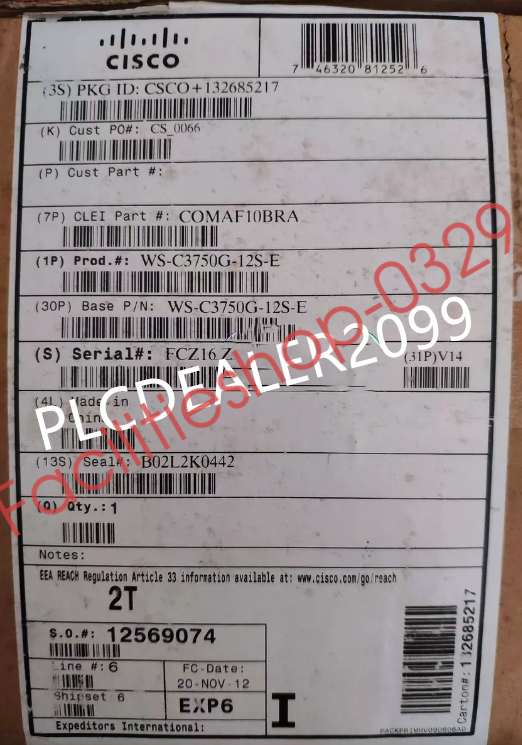 CISCO
7 46320 81252 6
(3S) PKG ID: CSCO+132685217
(K) Cust PO#: CS_0066
(P) Cust Part #:
(7P) CLEI Part #: COMAF10BRA
(1P) Prod.#: WS-C3750G-12S-E
(30P) Base P/N: WS-C3750G-12S-E
(S) Serial#: FCZ16 Z
(31P)V14
(4L) Made in
China
(13S) Seal#: B02L2K0442
(Q) Qty.: 1
Notes:
EEA REACH Regulation Article 33 information available at: www.cisco.com/go/reach
2T
S.O.#: 12569074
Line #: 6
FC-Date:
20-NOV-12
Shipset 6
EXP6
I
Expeditors International:
Carton#: 132685217
PLCDEALER2099
Facilitieshop-0329